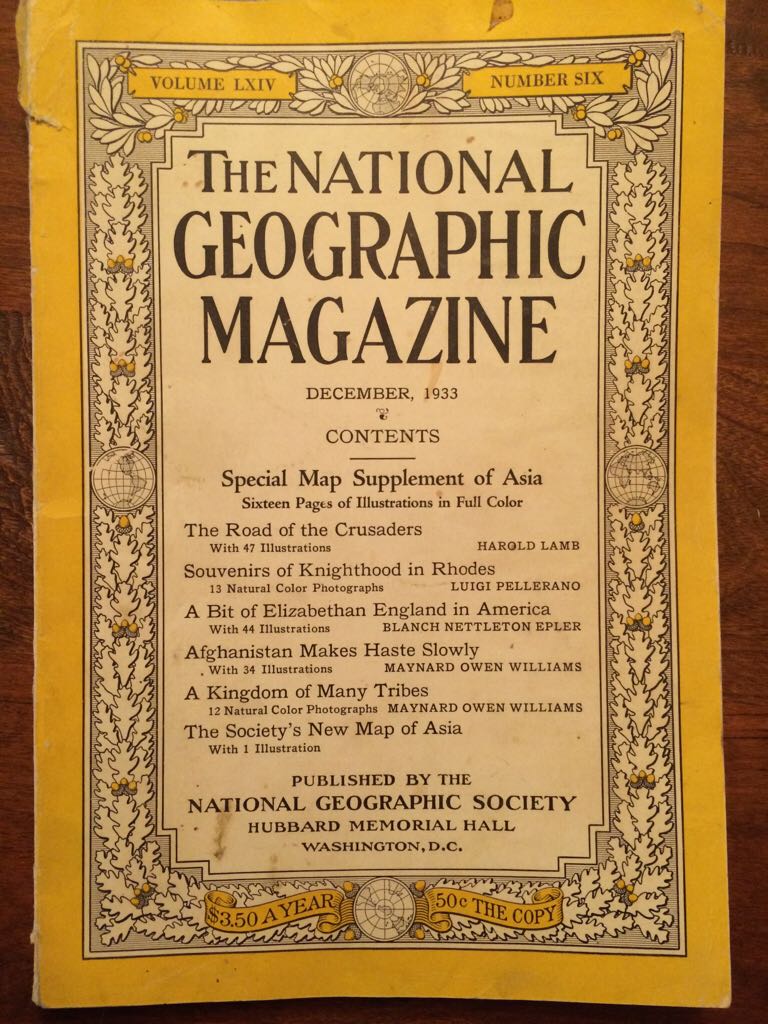 VOLUME LXIV
NUMBER SIX
THE NATIONAL
GEOGRAPHIC
MAGAZINE
DECEMBER, 1933
CONTENTS
Special Map Supplement of Asia
Sixteen Pages of Illustrations in Full Color
The Road of the Crusaders
With 47 Illustrations HAROLD LAMB
Souvenirs of Knighthood in Rhodes
13 Natural Color Photographs LUIGI PELLERANO
A Bit of Elizabethan England in America
With 44 Illustrations BLANCH NETTLETON EPLER
Afghanistan Makes Haste Slowly
With 34 Illustrations MAYNARD OWEN WILLIAMS
A Kingdom of Many Tribes
12 Natural Color Photographs MAYNARD OWEN WILLIAMS
The Society's New Map of Asia
With 1 Illustration
PUBLISHED BY THE
NATIONAL GEOGRAPHIC SOCIETY
HUBBARD MEMORIAL HALL
WASHINGTON, D.C.
$3.50 A YEAR
50c THE COPY